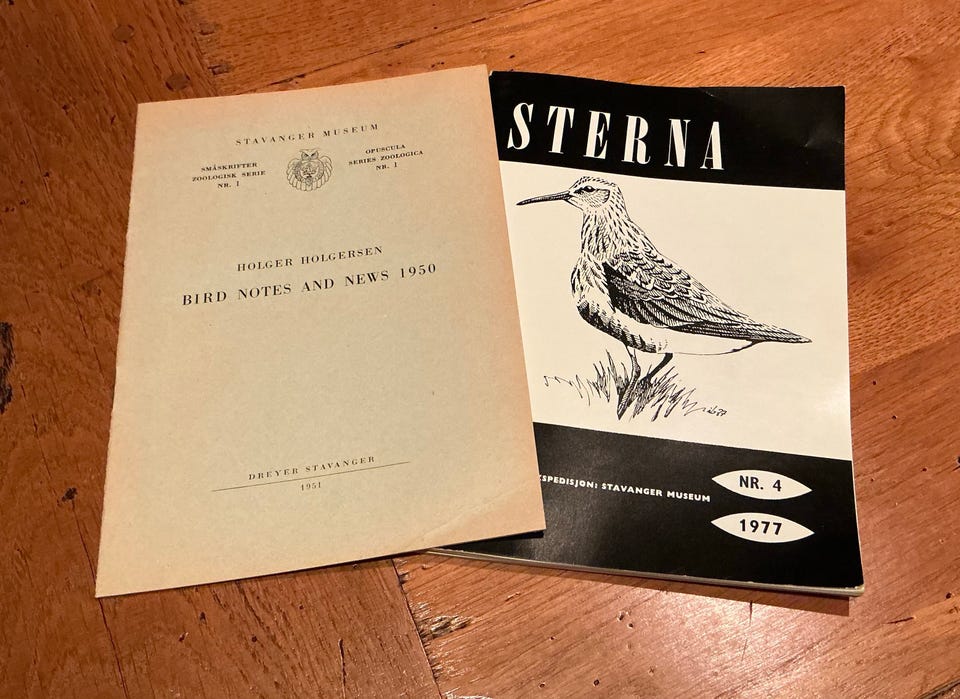 STAVANGER MUSEUM
SMÅSKRIFTER
ZOOLOGISK SERIE
NR. 1
OPUSCULA
SERIES ZOOLOGICA
NR. 1
HOLGER HOLGERSEN
BIRD NOTES AND NEWS 1950
DREYER STAVANGER
1951
STERNA
KSPEDISJON: STAVANGER MUSEUM
NR. 4
1977